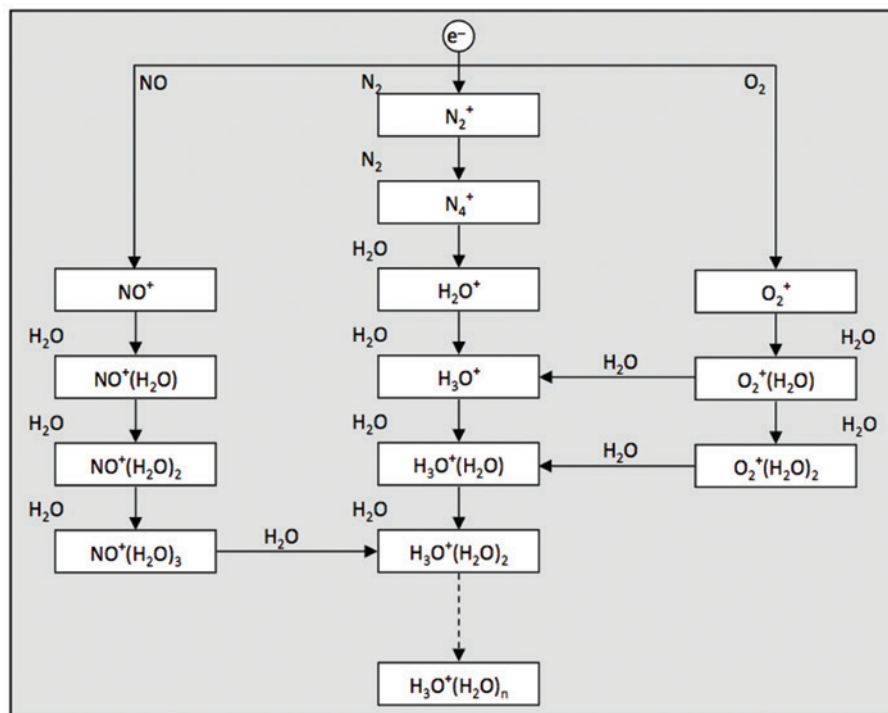 e⁻
NO
N₂
O₂
N₂⁺
N₂
N₄⁺
H₂O
NO⁺
H₂O⁺
O₂⁺
H₂O
H₂O
H₂O
NO⁺(H₂O)
H₃O⁺
H₂O
O₂⁺(H₂O)
H₂O
H₂O
H₂O
NO⁺(H₂O)₂
H₃O⁺(H₂O)
H₂O
O₂⁺(H₂O)₂
H₂O
H₂O
NO⁺(H₂O)₃
H₂O
H₃O⁺(H₂O)₂
H₃O⁺(H₂O)ₙ